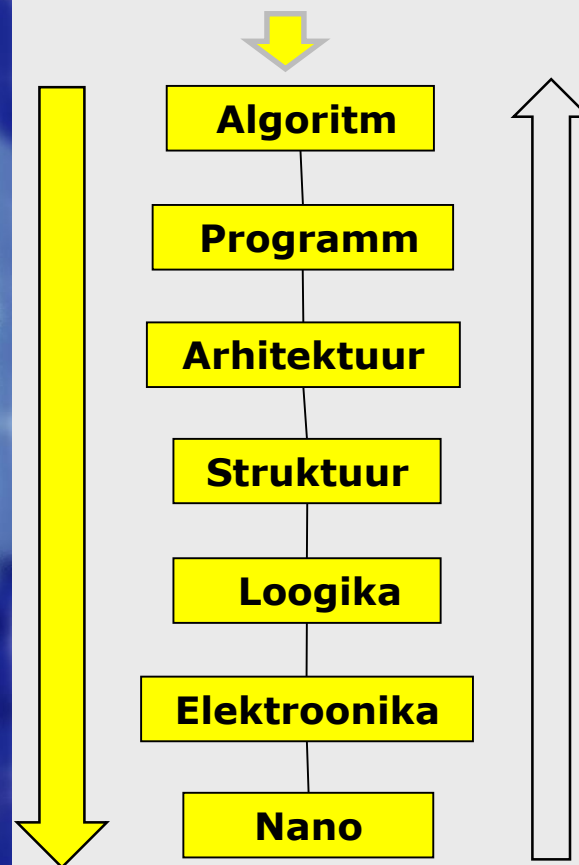 Algoritm
Programm
Arhitektuur
Struktuur
Loogika
Elektroonika
Nano